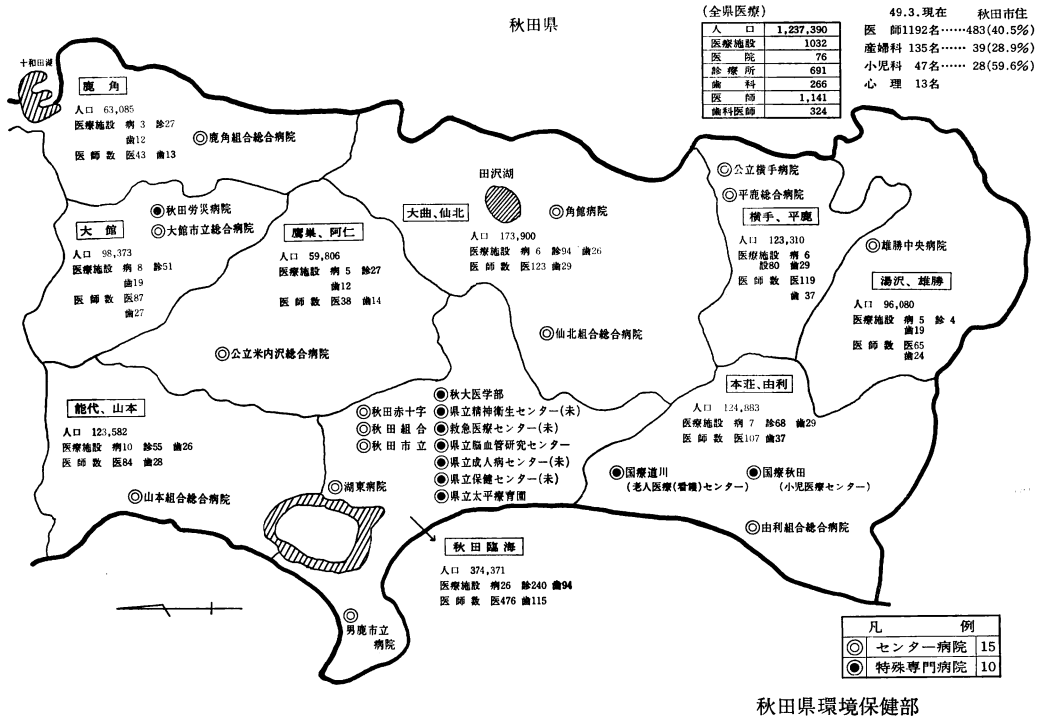 秋田県
(全県医療)
人 口 1,237,390
医療施設 1032
医 院 76
診 療 所 691
歯 科 266
医 師 1,141
歯科医師 324
49.3.現在 秋田市住
医 師1192名……483(40.5%)
産婦科 135名…… 39(28.9%)
小児科 47名…… 28(59.6%)
心 理 13名
十和田湖
鹿 角
人口 63,085
医療施設 病 3 診27
歯12
医 師 数 医43 歯13
◎鹿角組合総合病院
◉秋田労災病院
◎大館市立総合病院
大 館
人口 98,373
医療施設 病 8 診51
歯19
医 師 数 医87
歯27
鷹巣、阿仁
人口 59,806
医療施設 病 5 診27
歯12
医 師 数 医38 歯14
◎公立米内沢総合病院
田沢湖
大曲、仙北
◎角館病院
人口 173,900
医療施設 病 6 診94 歯26
医 師 数 医123 歯29
◎仙北組合総合病院
◎公立横手病院
◎平鹿総合病院
横手、平鹿
人口 123,310
医療施設 病 6
設80 歯29
医 師 数 医119
歯 37
◎雄勝中央病院
湯沢、雄勝
人口 96,080
医療施設 病 5 診 4
歯19
医 師 数 医65
歯24
能代、山本
人口 123,582
医療施設 病10 診55 歯26
医 師 数 医84 歯28
◎山本組合総合病院
◎秋田赤十字
◎秋 田 組 合
◎秋 田 市 立
◉秋大医学部
◉県立精神衛生センター(未)
◉救急医療センター(未)
◉県立脳血管研究センター
◉県立成人病センター(未)
◉県立保健センター(未)
◉県立太平療育園
◎湖東病院
秋田臨海
人口 374,371
医療施設 病26 診240 歯94
医 師 数 医476 歯115
◎
男鹿市立
病院
本荘、由利
人口 124,883
医療施設 病 7 診68 歯29
医 師 数 医107 歯37
◉国療道川
(老人医療(看護)センター)
◉国療秋田
(小児医療センター)
◎由利組合総合病院
凡 例
◎ センター病院 15
◉ 特殊専門病院 10
秋田県環境保健部